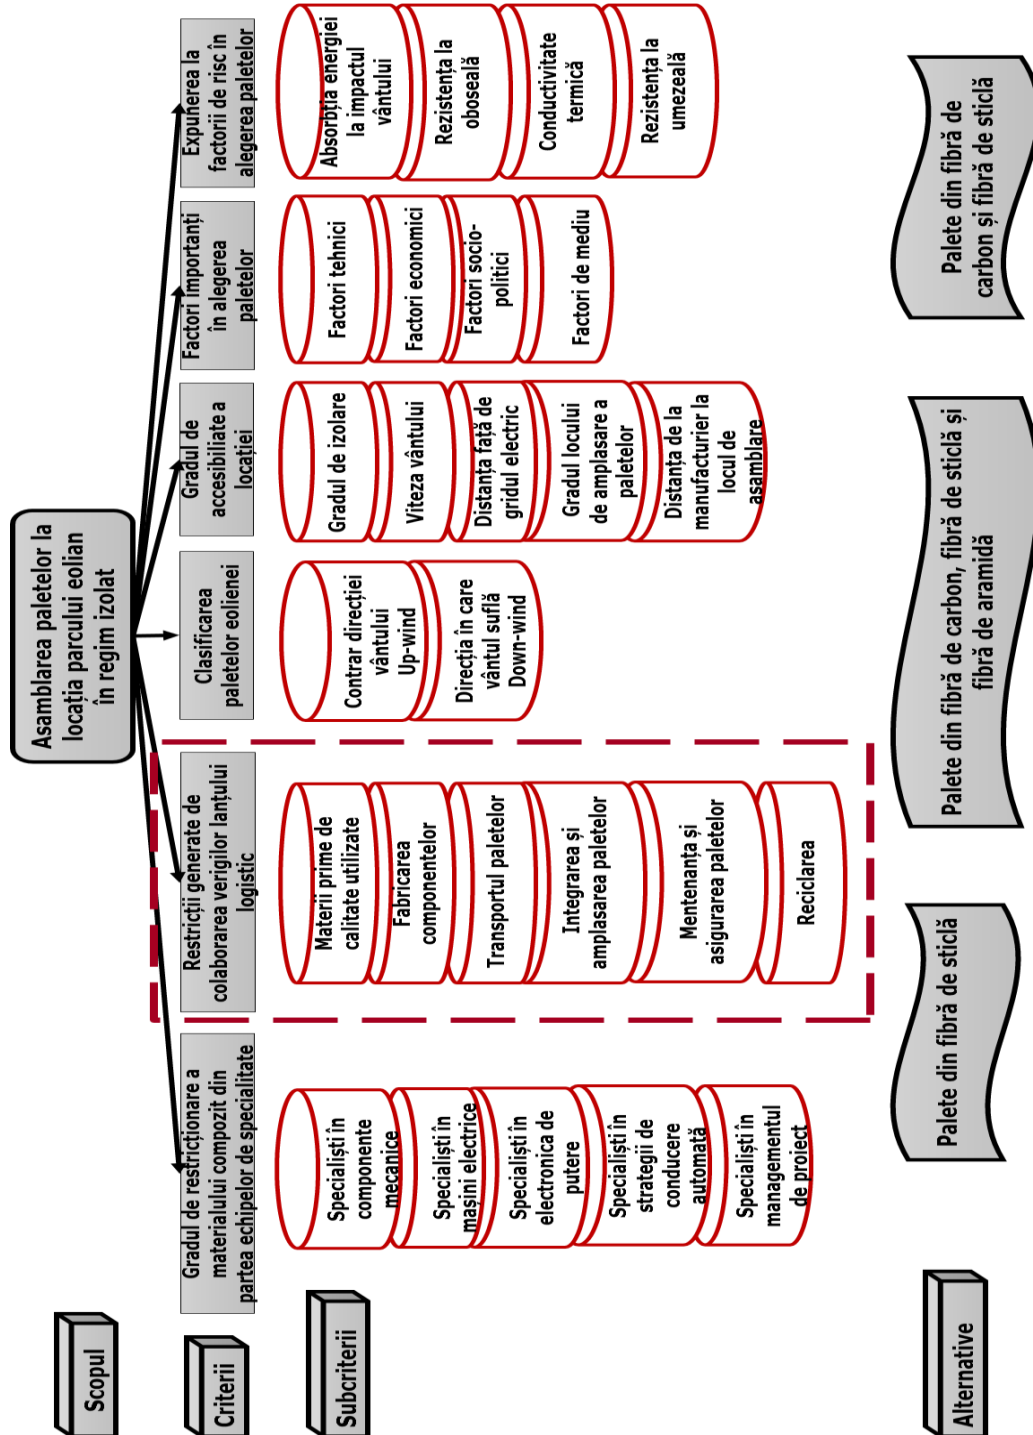 Scopul
Asamblarea paletelor la
locația parcului eolian
în regim izolat
Criterii
Gradul de restricționare a
materialului compozit din
partea echipelor de specialitate
Restricții generate de
colaborarea verigilor lanțului
logistic
Clasificarea
paletelor eolienei
Gradul de
accesibiliate a
locației
Factori importanți
în alegerea
paletelor
Expunerea la
factorii de risc în
alegerea paletelor
Subcriterii
Specialiști în
componente
mecanice
Specialiști în
mașini electrice
Specialiști în
electronica de
putere
Specialiști în
strategii de
conducere
automată
Specialiști în
managementul
de proiect
Materii prime de
calitate utilizate
Fabricarea
componentelor
Transportul paletelor
Integrarea și
amplasarea paletelor
Mentenanța și
asigurarea paletelor
Reciclarea
Contrar direcției
vântului
Up-wind
Direcția în care
vântul suflă
Down-wind
Gradul de izolare
Viteza vântului
Distanța față de
gridul electric
Gradul locului
de amplasare a
paletelor
Distanța de la
manufacturier la
locul de
asamblare
Factori tehnici
Factori economici
Factori socio-
politici
Factori de mediu
Absorbția energiei
la impactul
vântului
Rezistența la
oboseală
Conductivitate
termică
Rezistența la
umezeală
Alternative
Palete din fibră de sticlă
Palete din fibră de carbon, fibră de sticlă și
fibră de aramidă
Palete din fibră de
carbon și fibră de sticlă